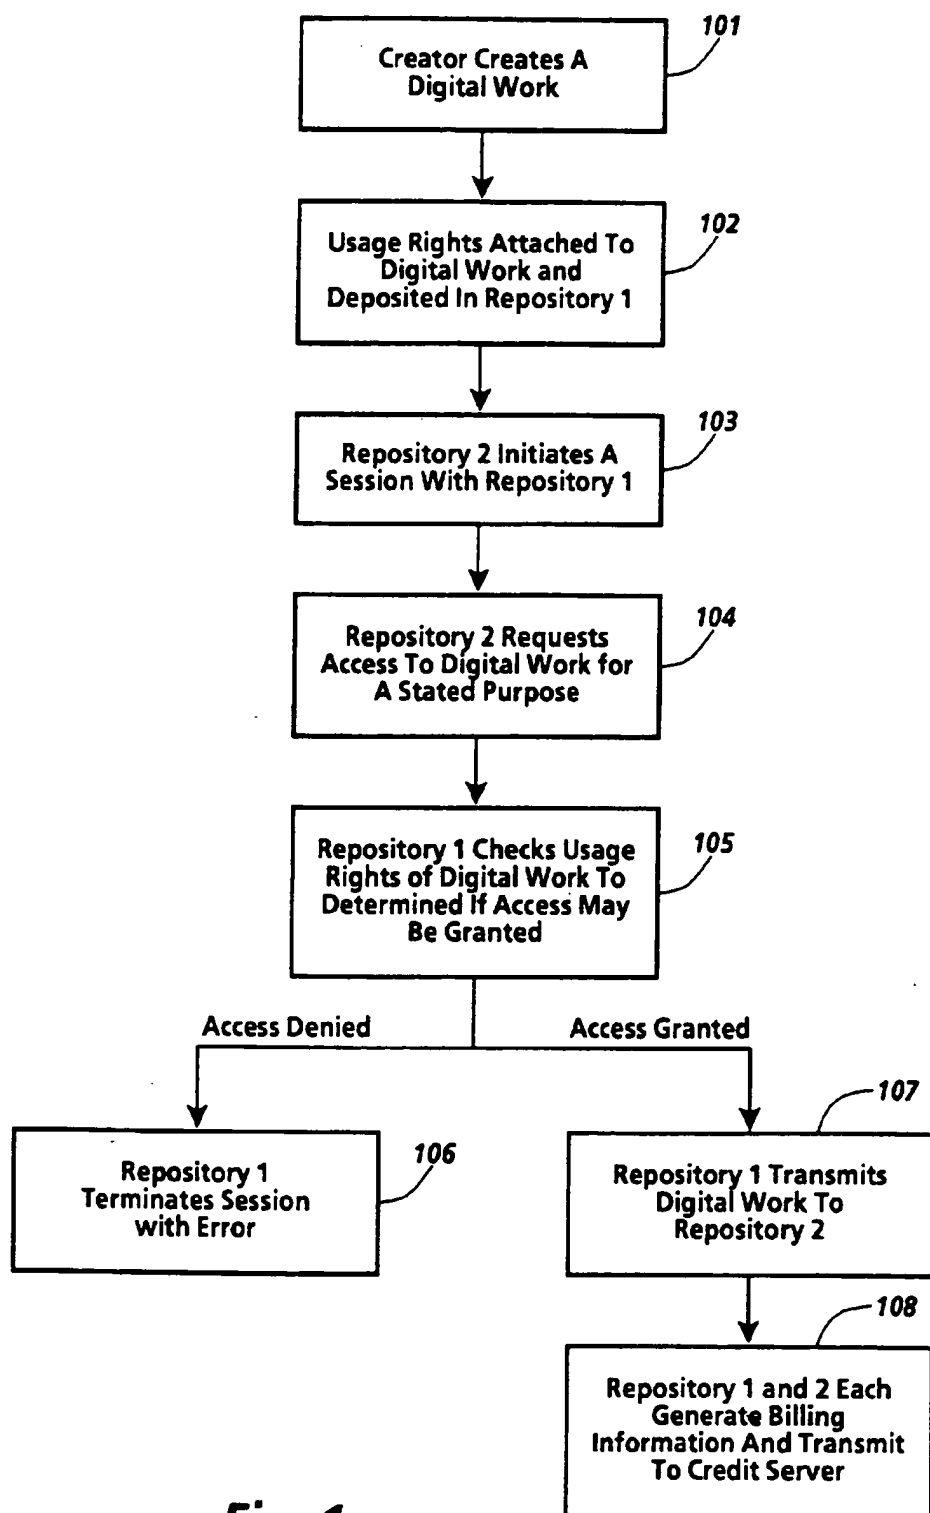 101
Creator Creates A
Digital Work
102
Usage Rights Attached To
Digital Work and
Deposited In Repository 1
103
Repository 2 Initiates A
Session With Repository 1
104
Repository 2 Requests
Access To Digital Work for
A Stated Purpose
105
Repository 1 Checks Usage
Rights of Digital Work To
Determined If Access May
Be Granted
Access Denied
Access Granted
106
Repository 1
Terminates Session
with Error
107
Repository 1 Transmits
Digital Work To
Repository 2
108
Repository 1 and 2 Each
Generate Billing
Information And Transmit
To Credit Server
Fig. 1